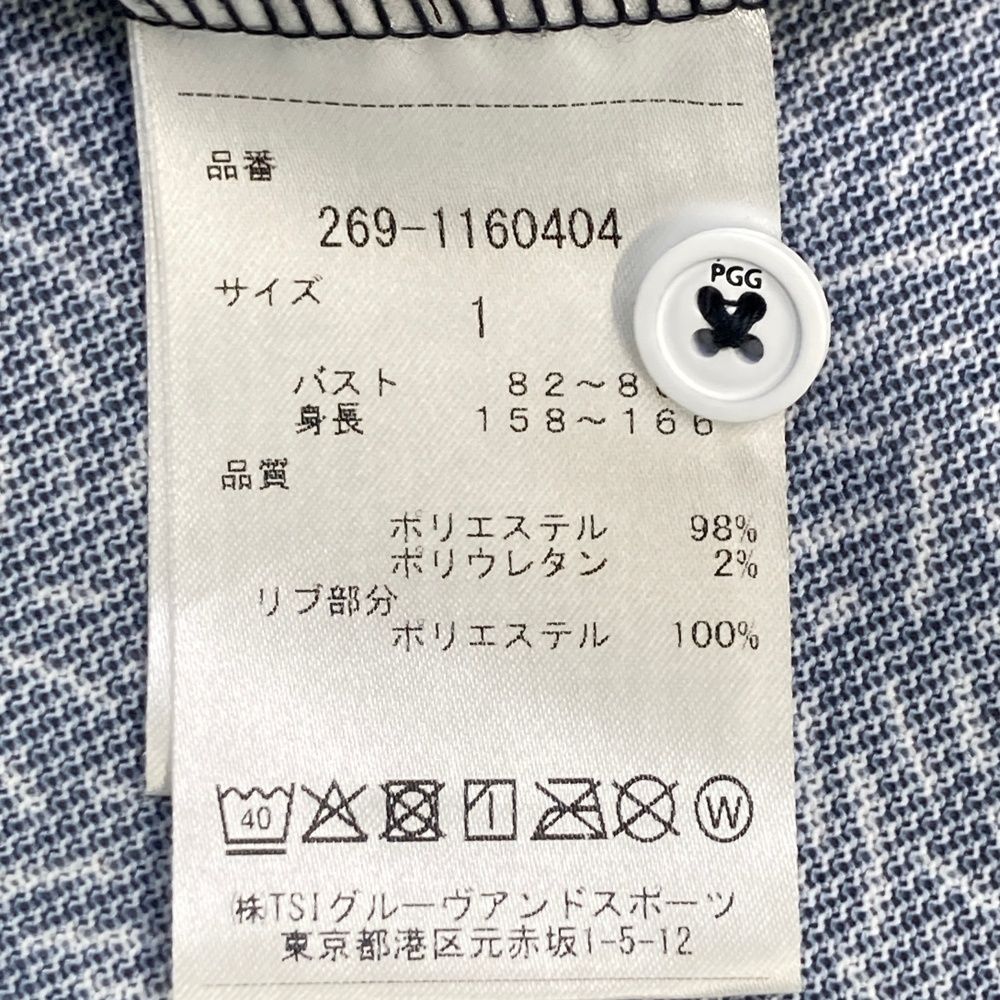 品番
269-1160404
PGG
サイズ
1
バスト 82〜8
身長 158〜166
品質
ポリエステル 98%
ポリウレタン 2%
リブ部分
ポリエステル 100%
40
W
㈱TSIグルーヴアンドスポーツ
東京都港区元赤坂1-5-12